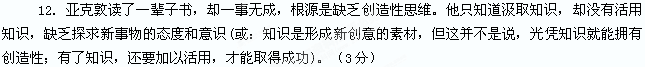 12. 亚克敦读了一辈子书，却一事无成，根源是缺乏创造性思维。他只知道汲取知识，却没有活用
知识，缺乏探求新事物的态度和意识(或：知识是形成新创意的素材，但这并不是说，光凭知识就能拥有
创造性；有了知识，还要加以活用，才能取得成功)。（3 分）